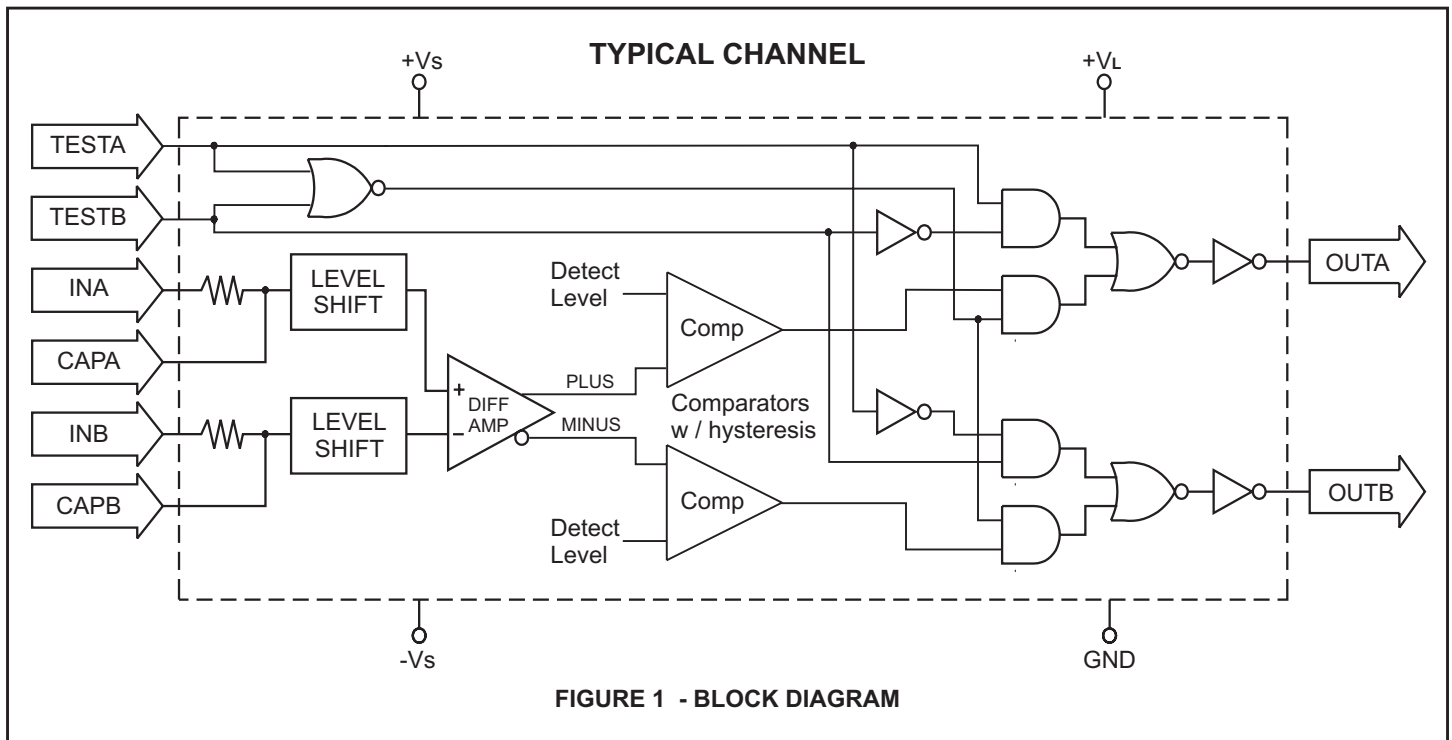 TYPICAL CHANNEL
+VS
+VL
TESTA
TESTB
INA
CAPA
INB
CAPB
LEVEL
SHIFT
LEVEL
SHIFT
+
DIFF
AMP
−
PLUS
MINUS
Detect
Level
Comp
Comparators
w / hysteresis
Comp
Detect
Level
OUTA
OUTB
-Vs
GND
FIGURE 1 - BLOCK DIAGRAM